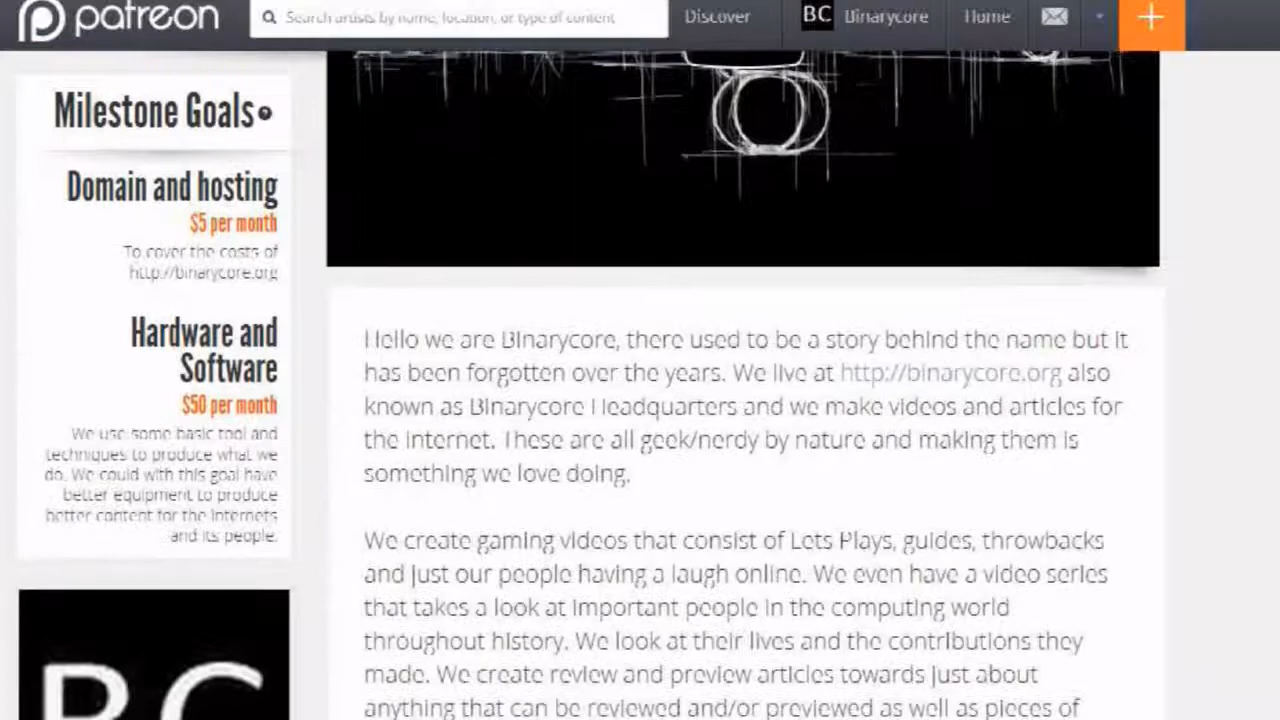 patreon
Search artists by name, location, or type of content
Discover
BC Binarycore
Home
Milestone Goals
Domain and hosting
$5 per month
To cover the costs of
http://binarycore.org
Hardware and
Software
$50 per month
We use some basic tool and
techniques to produce what we
do. We could with this goal have
better equipment to produce
better content for the internets
and its people.
BC
Hello we are Binarycore, there used to be a story behind the name but it
has been forgotten over the years. We live at http://binarycore.org also
known as Binarycore Headquarters and we make videos and articles for
the internet. These are all geek/nerdy by nature and making them is
something we love doing.
We create gaming videos that consist of Lets Plays, guides, throwbacks
and just our people having a laugh online. We even have a video series
that takes a look at important people in the computing world
throughout history. We look at their lives and the contributions they
made. We create review and preview articles towards just about
anything that can be reviewed and/or previewed as well as pieces of